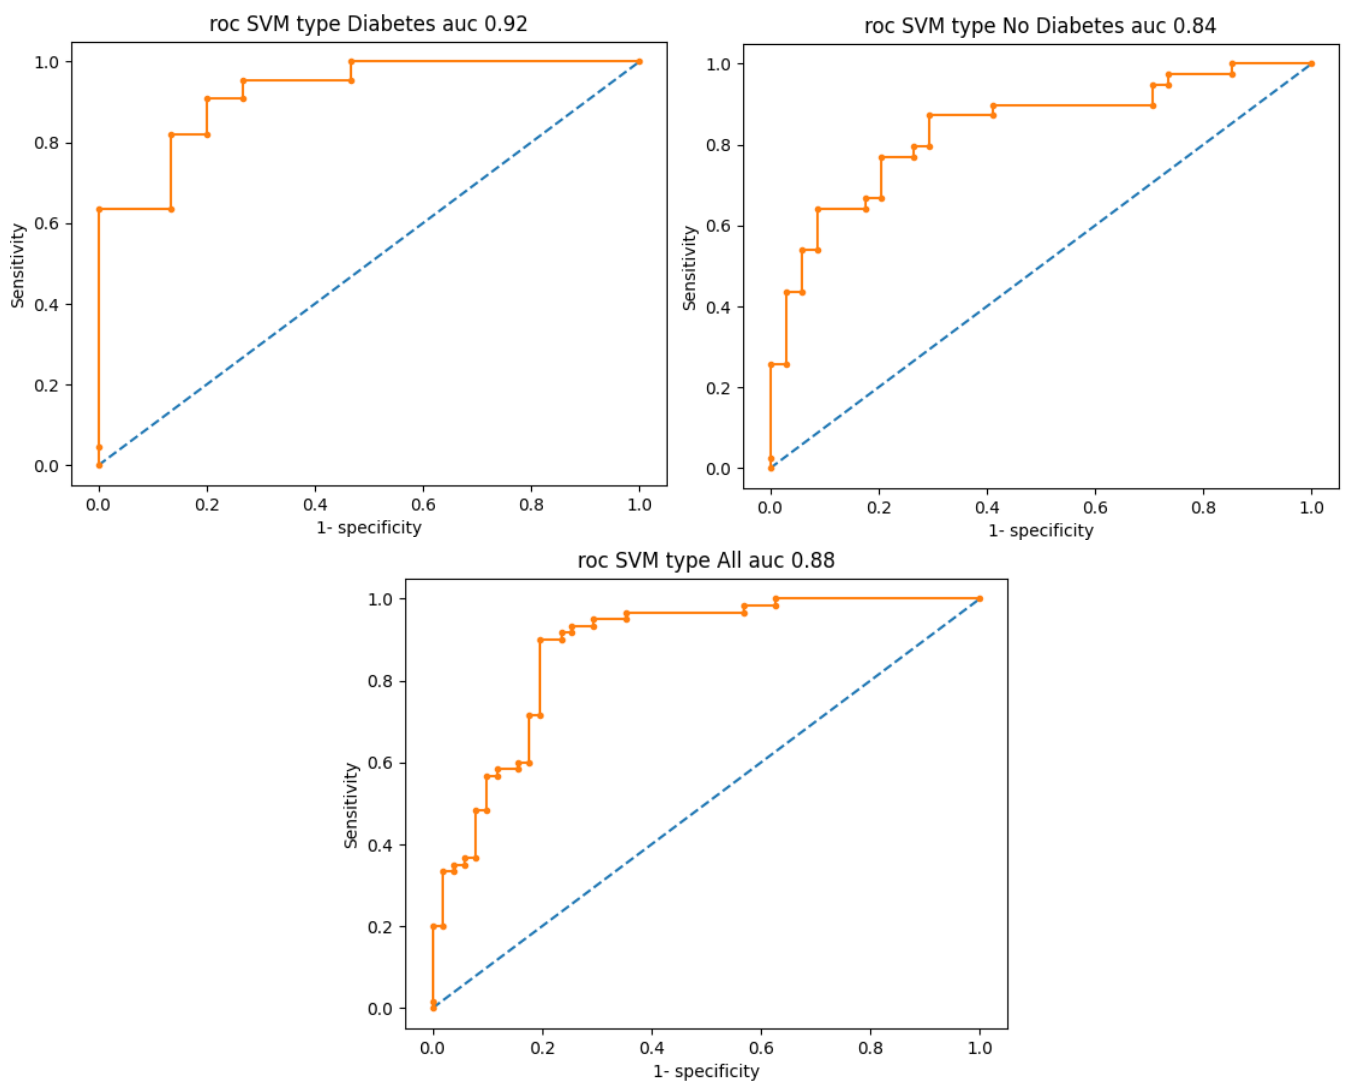 roc SVM type Diabetes auc 0.92
1.0
0.8
0.6
0.4
0.2
0.0
Sensitivity
0.0 0.2 0.4 0.6 0.8 1.0
1- specificity
roc SVM type No Diabetes auc 0.84
1.0
0.8
0.6
0.4
0.2
0.0
Sensitivity
0.0 0.2 0.4 0.6 0.8 1.0
1- specificity
roc SVM type All auc 0.88
1.0
0.8
0.6
0.4
0.2
0.0
Sensitivity
0.0 0.2 0.4 0.6 0.8 1.0
1- specificity